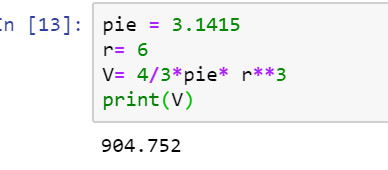 In [13]: pie = 3.1415
r= 6
V= 4/3*pie* r**3
print(V)
904.752